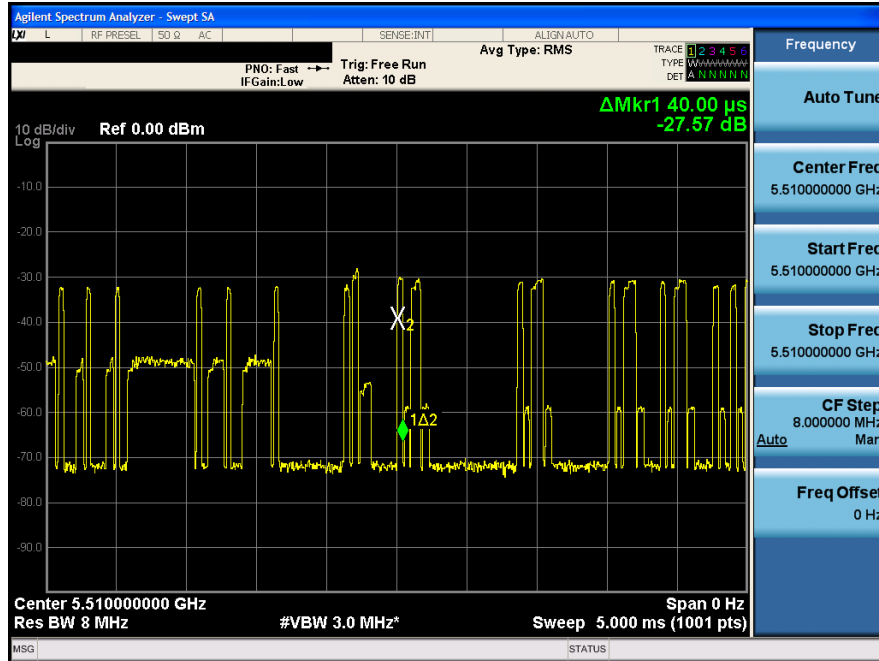 Agilent Spectrum Analyzer - Swept SA
LXI L RF PRESEL 50 Ω AC SENSE:INT ALIGN AUTO
Frequency
Avg Type: RMS
TRACE 1 2 3 4 5 6
PNO: Fast Trig: Free Run
TYPE
IFGain:Low Atten: 10 dB
DET A N N N N N
Auto Tune
ΔMkr1 40.00 µs
-27.57 dB
10 dB/div Ref 0.00 dBm
Log
Center Freq
5.510000000 GHz
-10.0
-20.0
Start Freq
5.510000000 GHz
-30.0
-40.0
X2
Stop Freq
5.510000000 GHz
-50.0
-60.0
1Δ2
CF Step
8.000000 MHz
Auto Man
-70.0
-80.0
Freq Offset
0 Hz
-90.0
Center 5.510000000 GHz Span 0 Hz
Res BW 8 MHz #VBW 3.0 MHz* Sweep 5.000 ms (1001 pts)
MSG STATUS